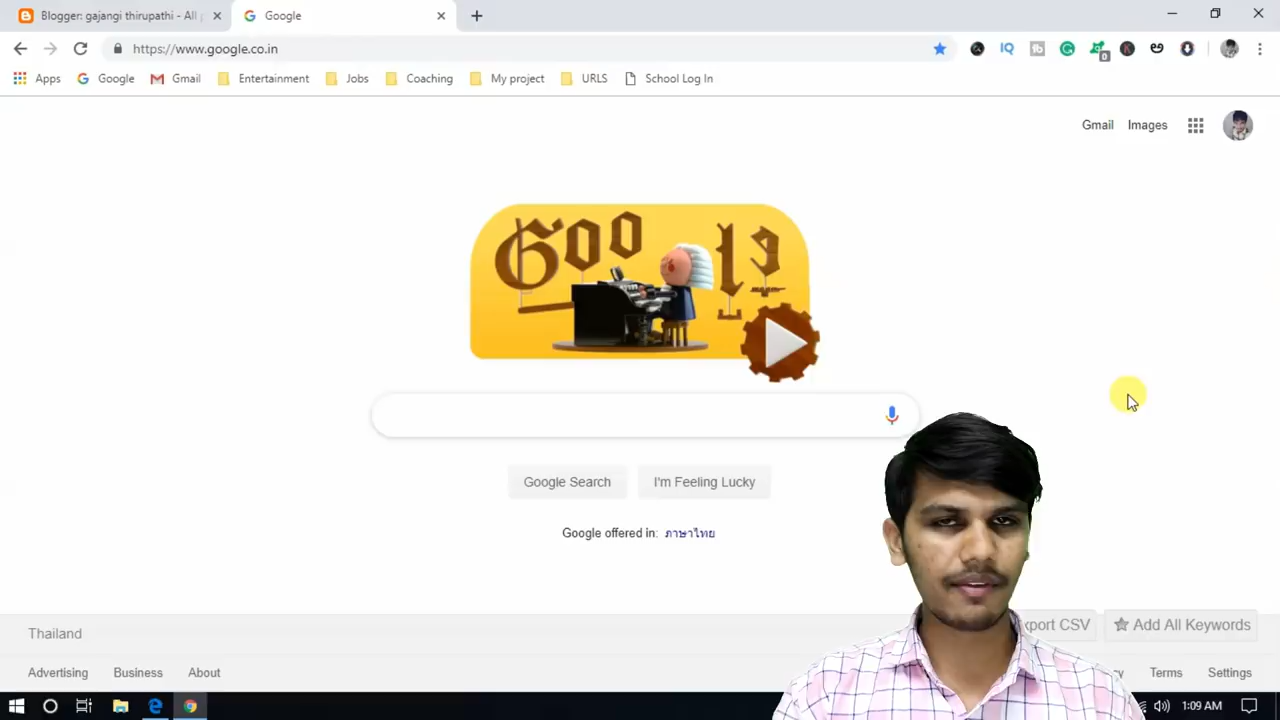 Blogger: gajangi thirupathi - All
Google
https://www.google.co.in
Apps Google Gmail Entertainment Jobs Coaching My project URLS School Log In
Gmail Images
Google Search I'm Feeling Lucky
Google offered in: ภาษาไทย
Export CSV Add All Keywords
Thailand
Advertising Business About Terms Settings
0
1:09 AM